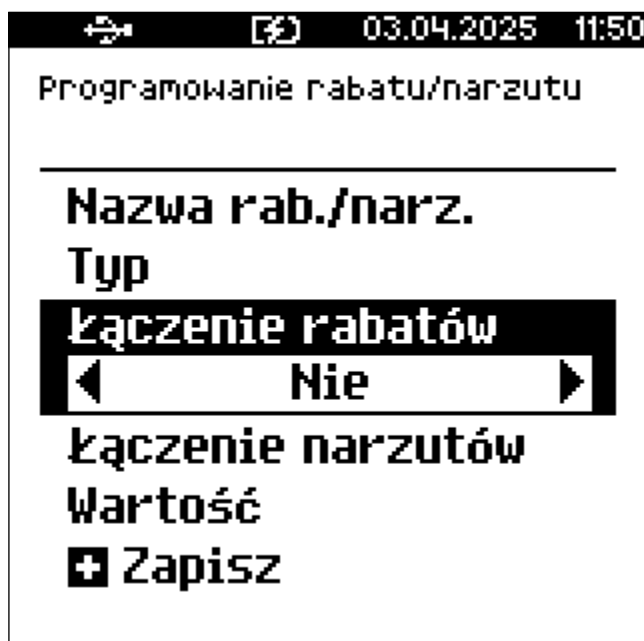 03.04.2025 11:50
Programowanie rabatu/narzutu
Nazwa rab./narz.
Typ
Łączenie rabatów
Nie
Łączenie narzutów
Wartość
Zapisz